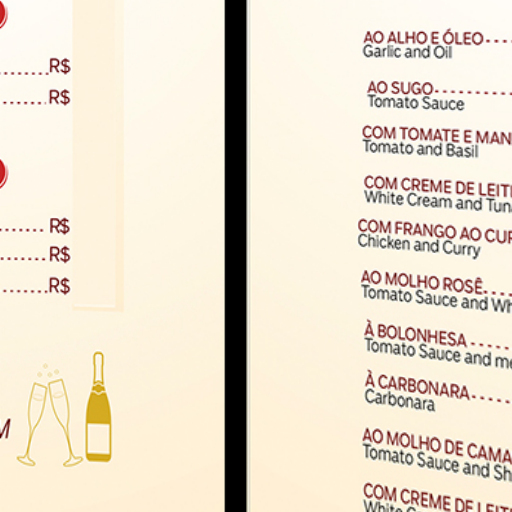 R$
R$
R$
R$
R$
M
AO ALHO E ÓLEO
Garlic and Oil
AO SUGO
Tomato Sauce
COM TOMATE E MAN
Tomato and Basil
COM CREME DE LEIT
White Cream and Tun
COM FRANGO AO CUR
Chicken and Curry
AO MOLHO ROSÊ
Tomato Sauce and Wh
À BOLONHESA
Tomato Sauce and me
À CARBONARA
Carbonara
AO MOLHO DE CAMA
Tomato Sauce and Sh
COM CREME DE LEIT
White C